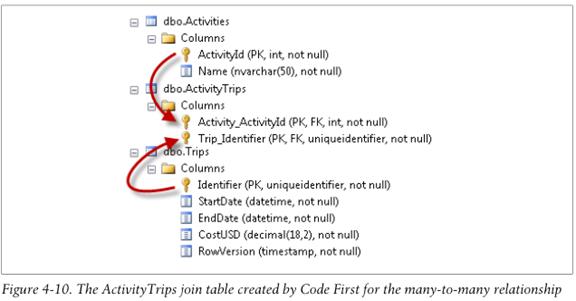 dbo.Activities
Columns
ActivityId (PK, int, not null)
Name (nvarchar(50), not null)
dbo.ActivityTrips
Columns
Activity_ActivityId (PK, FK, int, not null)
Trip_Identifier (PK, FK, uniqueidentifier, not null)
dbo.Trips
Columns
Identifier (PK, uniqueidentifier, not null)
StartDate (datetime, not null)
EndDate (datetime, not null)
CostUSD (decimal(18,2), not null)
RowVersion (timestamp, not null)
Figure 4-10. The ActivityTrips join table created by Code First for the many-to-many relationship